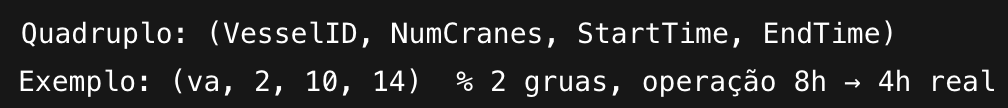 Quadruplo: (VesselID, NumCranes, StartTime, EndTime)
Exemplo: (va, 2, 10, 14)  % 2 gruas, operação 8h → 4h real